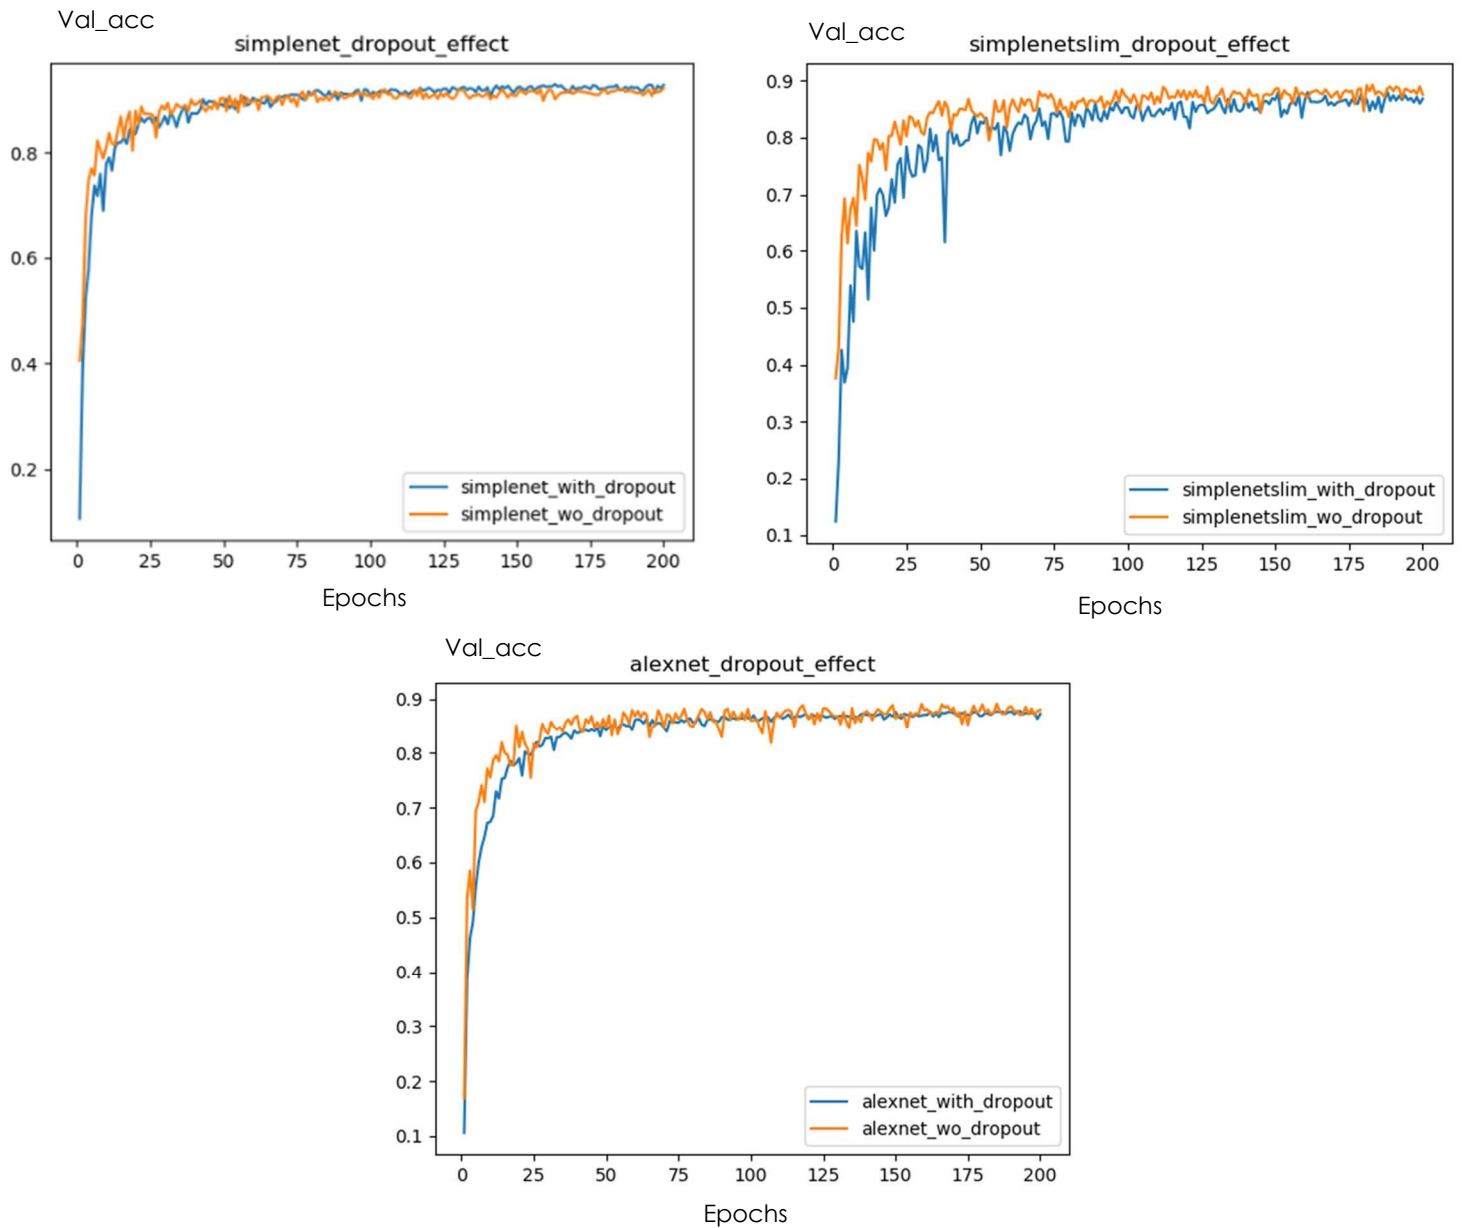 Val_acc
simplenet_dropout_effect
0.8
0.6
0.4
0.2
simplenet_with_dropout
simplenet_wo_dropout
0 25 50 75 100 125 150 175 200
Epochs
Val_acc
simplenetslim_dropout_effect
0.9
0.8
0.7
0.6
0.5
0.4
0.3
0.2
0.1
simplenetslim_with_dropout
simplenetslim_wo_dropout
0 25 50 75 100 125 150 175 200
Epochs
Val_acc
alexnet_dropout_effect
0.9
0.8
0.7
0.6
0.5
0.4
0.3
0.2
0.1
alexnet_with_dropout
alexnet_wo_dropout
0 25 50 75 100 125 150 175 200
Epochs